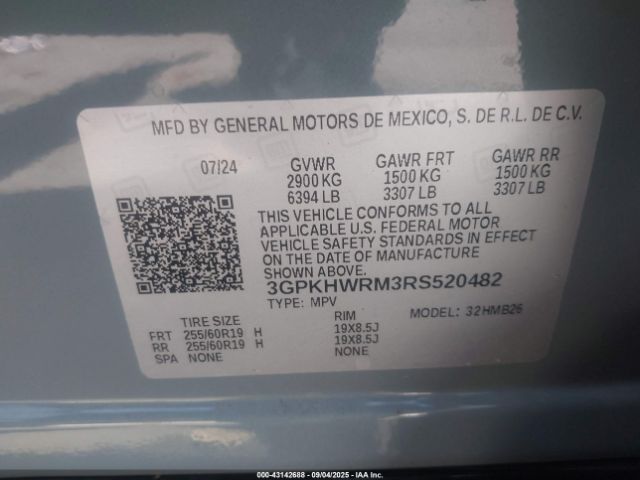 MFD BY GENERAL MOTORS DE MEXICO, S. DE R.L. DE C.V.
07/24 GVWR GAWR FRT GAWR RR
2900 KG 1500 KG 1500 KG
6394 LB 3307 LB 3307 LB
THIS VEHICLE CONFORMS TO ALL
APPLICABLE U.S. FEDERAL MOTOR
VEHICLE SAFETY STANDARDS IN EFFECT
ON THE DATE OF MANUFACTURE
SHOWN ABOVE.
3GPKHWRM3RS520482
TYPE: MPV MODEL: 32HMB26
TIRE SIZE RIM
FRT 255/60R19 H 19X8.5J
RR 255/60R19 H 19X8.5J
SPA NONE NONE
© 2000-43142688 - 09/04/2025 - IAA Inc.